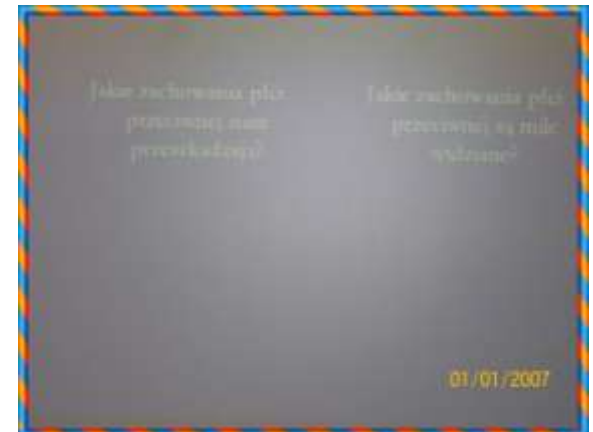 Jakie zachowania płci
przeciwnej nam
przeszkadzają?
Jakie zachowania płci
przeciwnej są mile
widziane?
01/01/2007